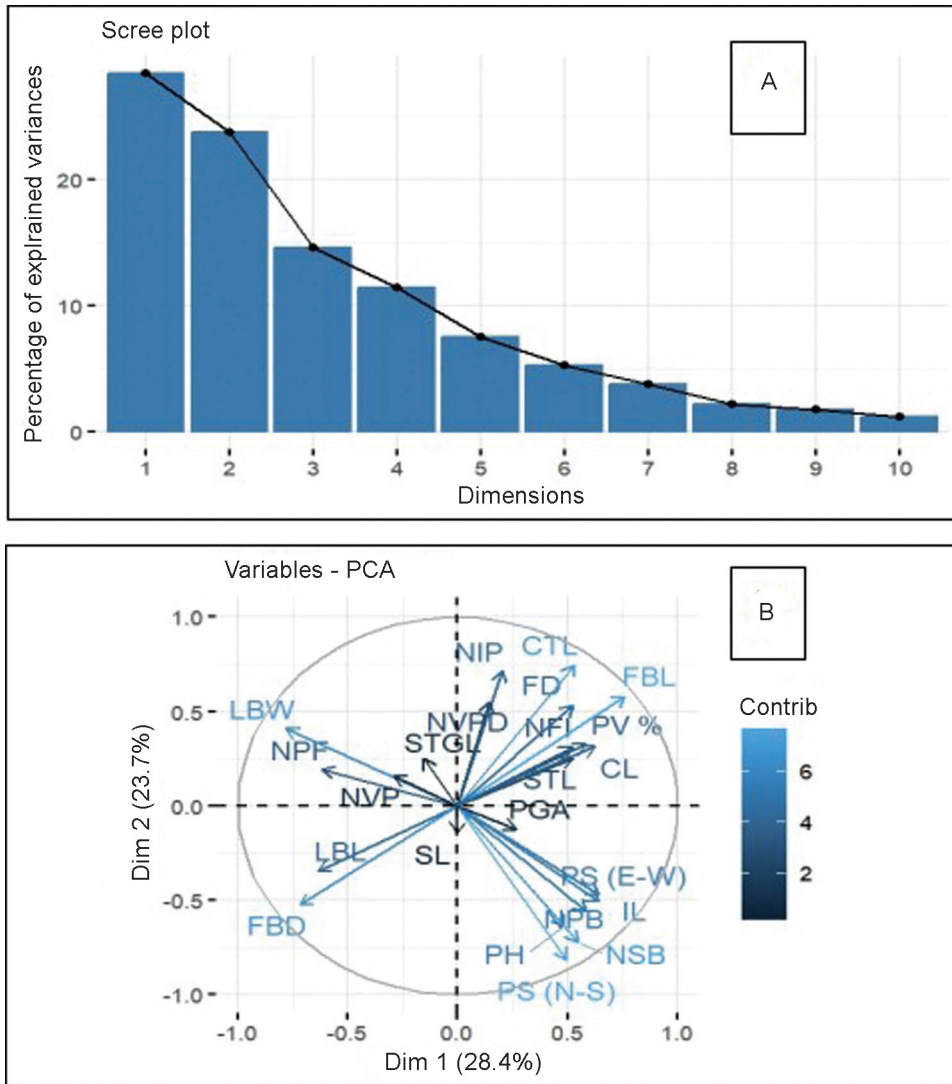 Scree plot
A
Percentage of explrained variances
20
10
0
1 2 3 4 5 6 7 8 9 10
Dimensions
Variables - PCA
B
Contrib
6
4
2
Dim 2 (23.7%)
1.0
0.5
0.0
-0.5
-1.0
NIP
CTL
FD
FBL
LBW
NVPD
NFI
PV %
NPF
STGL
STL
CL
NVP
PGA
SL
LBL
PS (E-W)
FBD
NPB
IL
PH
NSB
PS (N-S)
-1.0 -0.5 0.0 0.5 1.0
Dim 1 (28.4%)